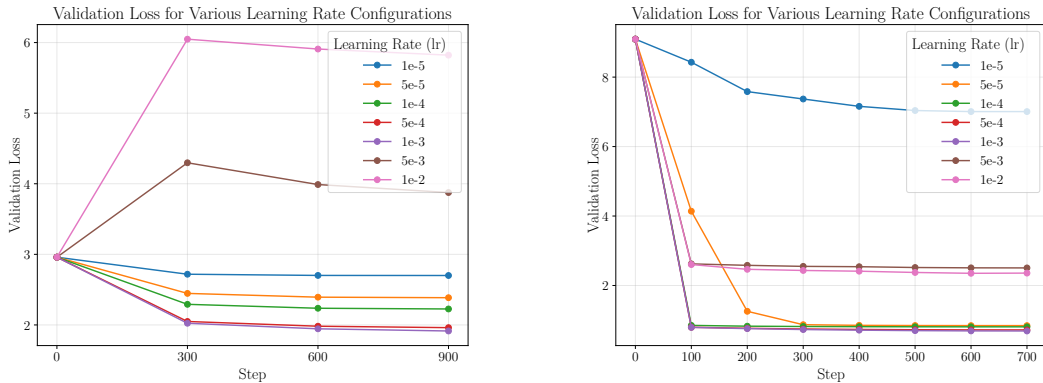 Validation Loss for Various Learning Rate Configurations
Validation Loss
6
5
4
3
2
0
300
600
900
Step
Learning Rate (lr)
1e-5
5e-5
1e-4
5e-4
1e-3
5e-3
1e-2
Validation Loss for Various Learning Rate Configurations
Validation Loss
8
6
4
2
0
100
200
300
400
500
600
700
Step
Learning Rate (lr)
1e-5
5e-5
1e-4
5e-4
1e-3
5e-3
1e-2